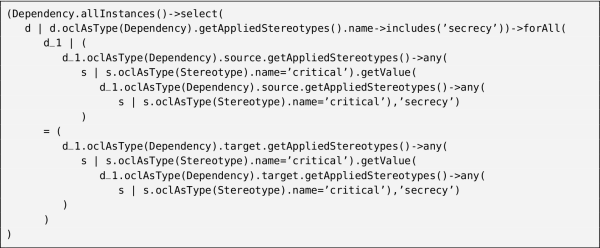 (Dependency.allInstances()->select(
d | d.oclAsType(Dependency).getAppliedStereotypes().name->includes('secrecy'))->forAll(
d_1 | (
d_1.oclAsType(Dependency).source.getAppliedStereotypes()->any(
s | s.oclAsType(Stereotype).name='critical').getValue(
d_1.oclAsType(Dependency).source.getAppliedStereotypes()->any(
s | s.oclAsType(Stereotype).name='critical'),'secrecy')
)
= (
d_1.oclAsType(Dependency).target.getAppliedStereotypes()->any(
s | s.oclAsType(Stereotype).name='critical').getValue(
d_1.oclAsType(Dependency).target.getAppliedStereotypes()->any(
s | s.oclAsType(Stereotype).name='critical'),'secrecy')
)
)
)